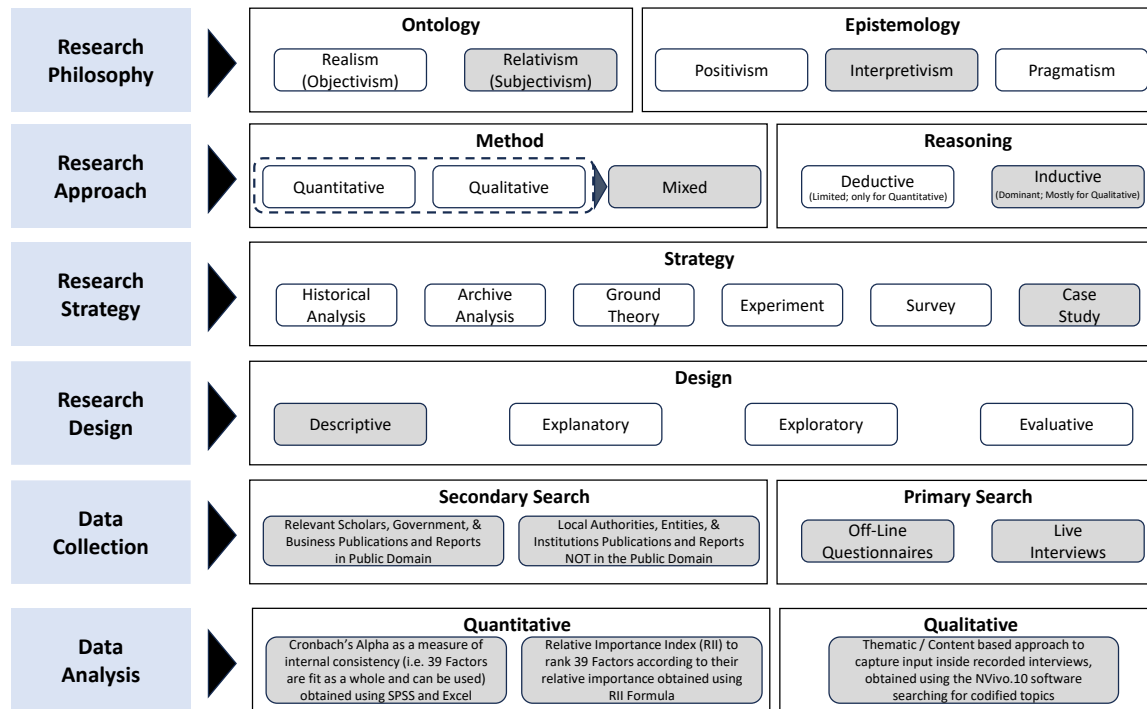 Research
Philosophy
Ontology
Realism
(Objectivism)
Relativism
(Subjectivism)
Epistemology
Positivism
Interpretivism
Pragmatism
Research
Approach
Method
Quantitative
Qualitative
Mixed
Reasoning
Deductive
(Limited; only for Quantitative)
Inductive
(Dominant; Mostly for Qualitative)
Research
Strategy
Strategy
Historical
Analysis
Archive
Analysis
Ground
Theory
Experiment
Survey
Case
Study
Research
Design
Design
Descriptive
Explanatory
Exploratory
Evaluative
Data
Collection
Secondary Search
Relevant Scholars, Government, &
Business Publications and Reports
in Public Domain
Local Authorities, Entities, &
Institutions Publications and Reports
NOT in the Public Domain
Primary Search
Off-Line
Questionnaires
Live
Interviews
Data
Analysis
Quantitative
Cronbach's Alpha as a measure of
internal consistency (i.e. 39 Factors
are fit as a whole and can be used)
obtained using SPSS and Excel
Relative Importance Index (RII) to
rank 39 Factors according to their
relative importance obtained using
RII Formula
Qualitative
Thematic / Content based approach to
capture input inside recorded interviews,
obtained using the NVivo.10 software
searching for codified topics